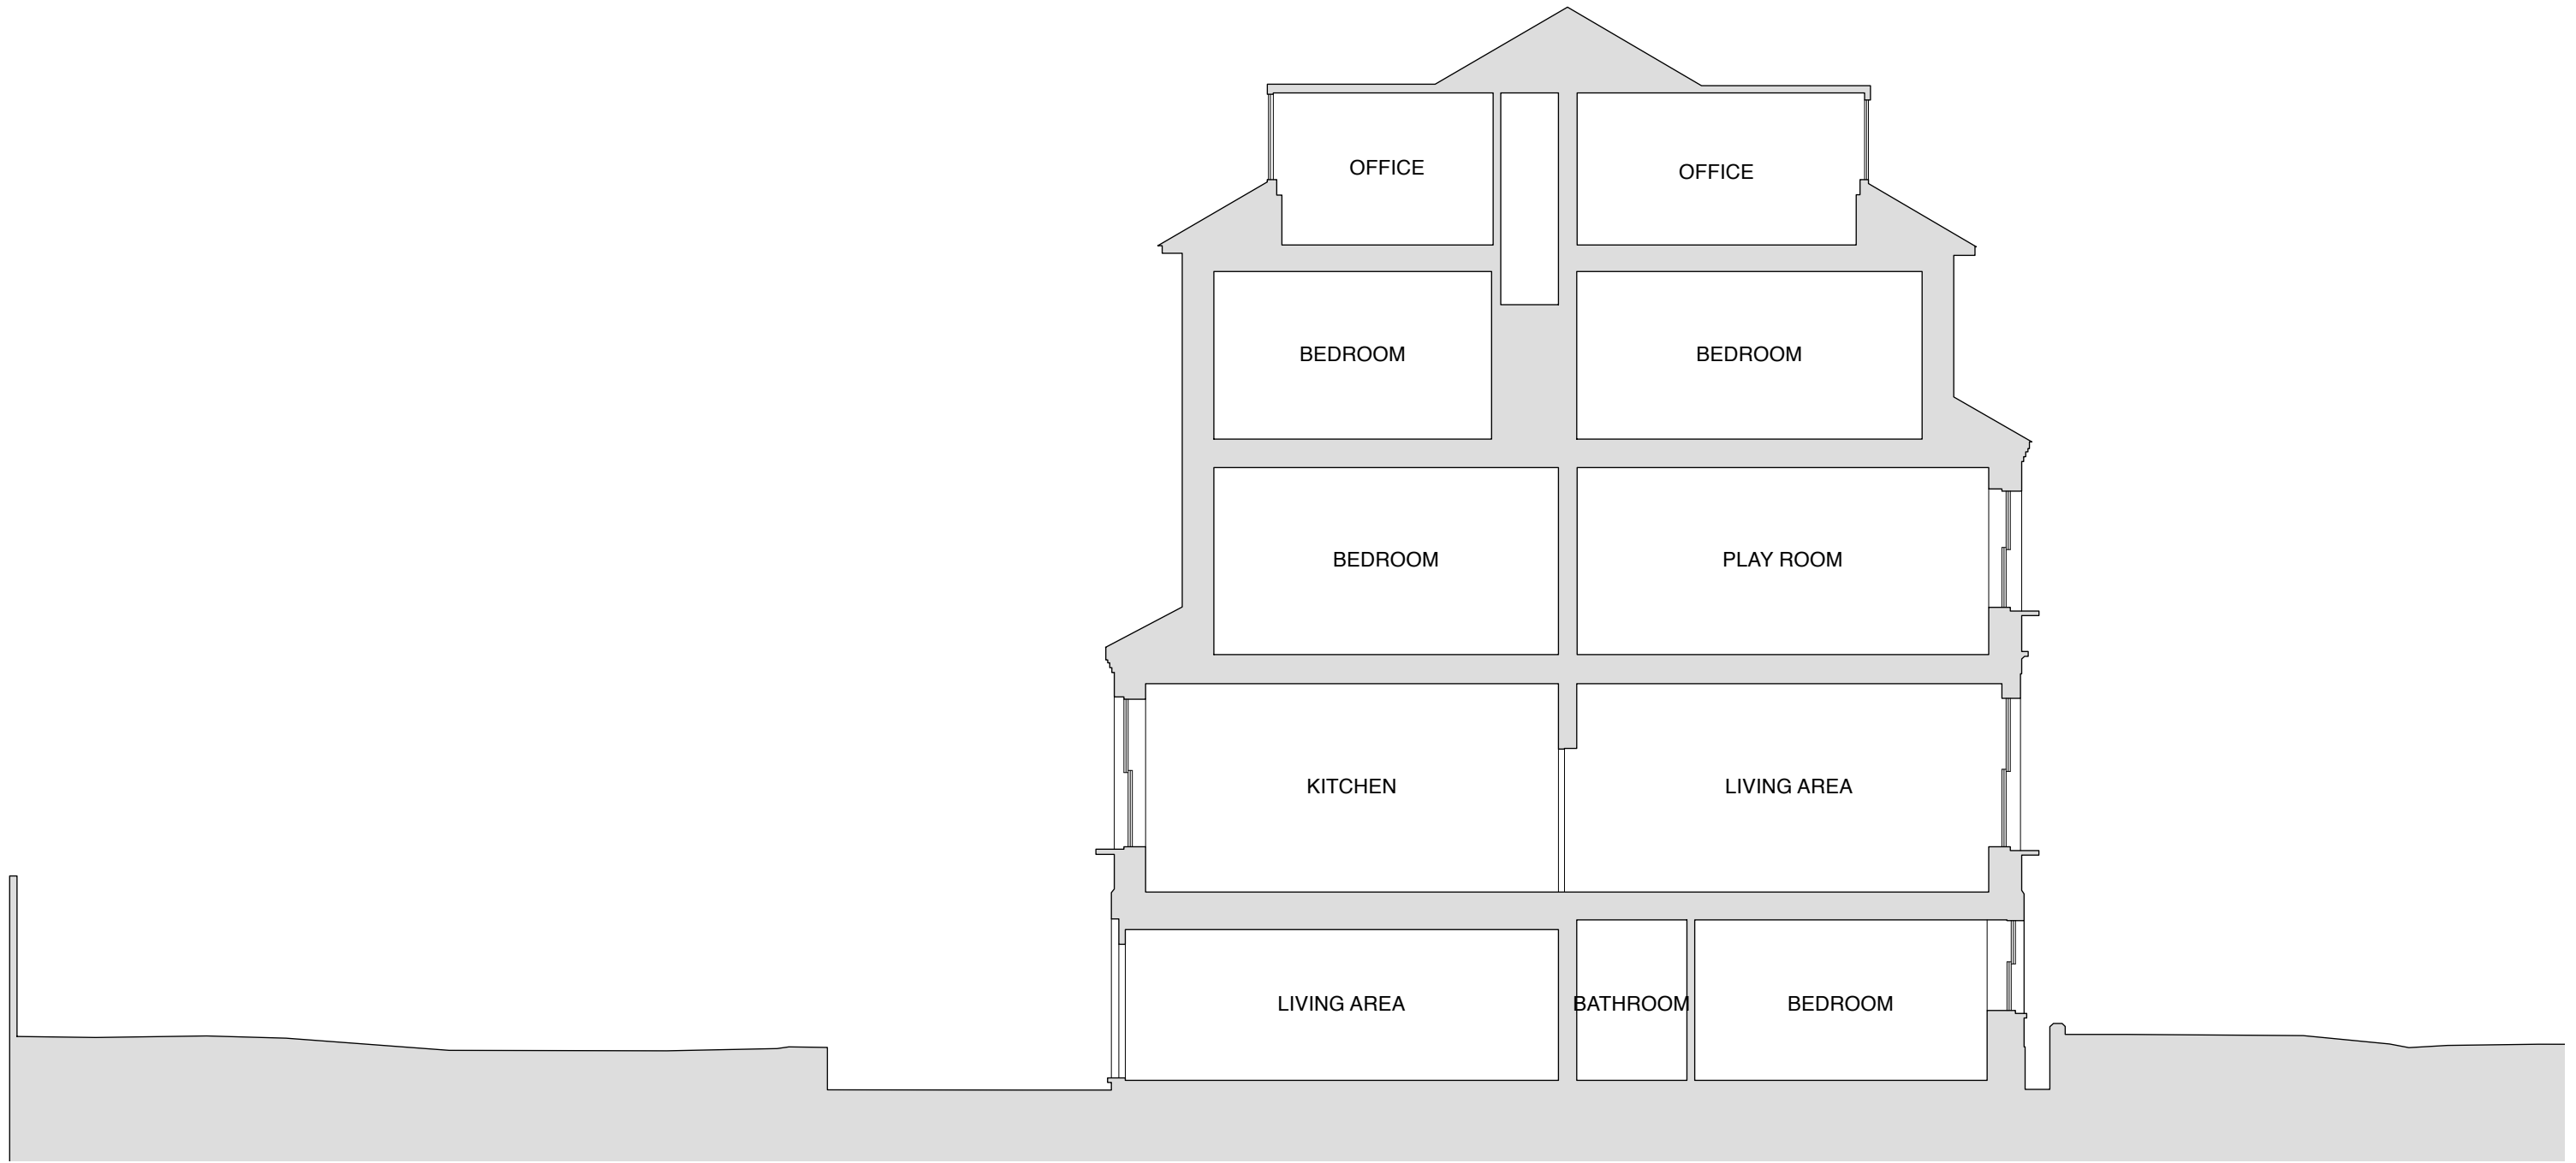 OFFICE
OFFICE
BEDROOM
BEDROOM
BEDROOM
PLAY ROOM
KITCHEN
LIVING AREA
LIVING AREA
BATHROOM
BEDROOM